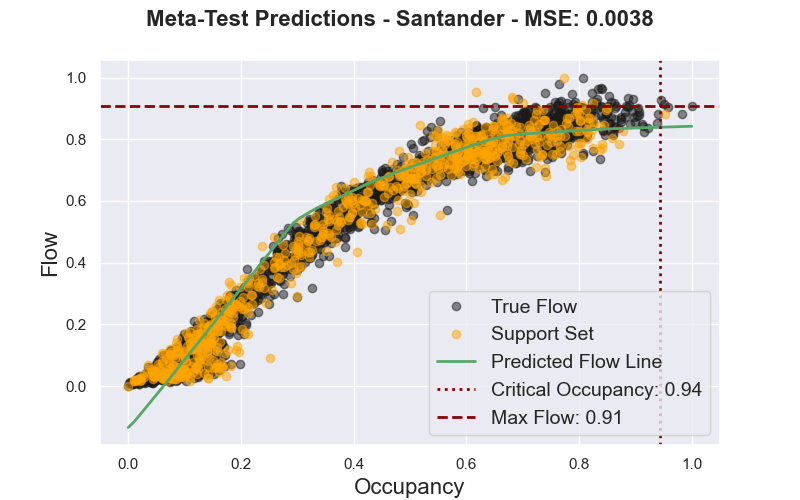 Meta-Test Predictions - Santander - MSE: 0.0038
1.0
0.8
0.6
0.4
0.2
0.0
Flow
True Flow
Support Set
Predicted Flow Line
Critical Occupancy: 0.94
Max Flow: 0.91
0.0 0.2 0.4 0.6 0.8 1.0
Occupancy